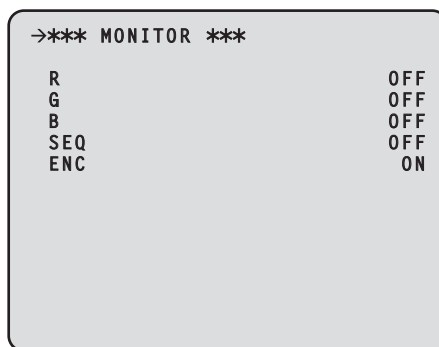 →*** MONITOR ***
R OFF
G OFF
B OFF
SEQ OFF
ENC ON